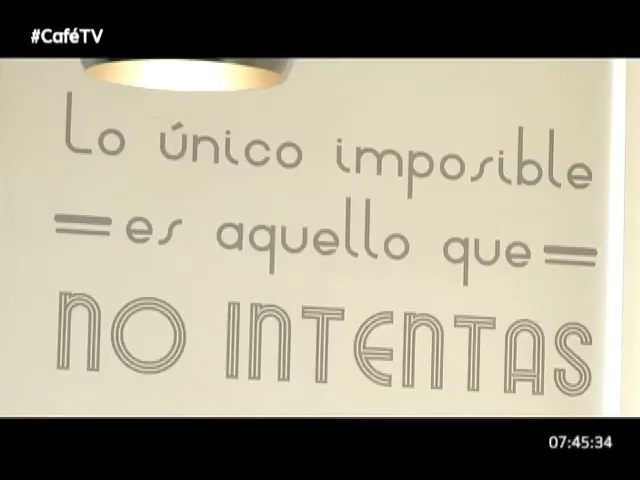 #CaféTV
Lo único imposible
es aquello que
NO INTENTAS
07:45:34